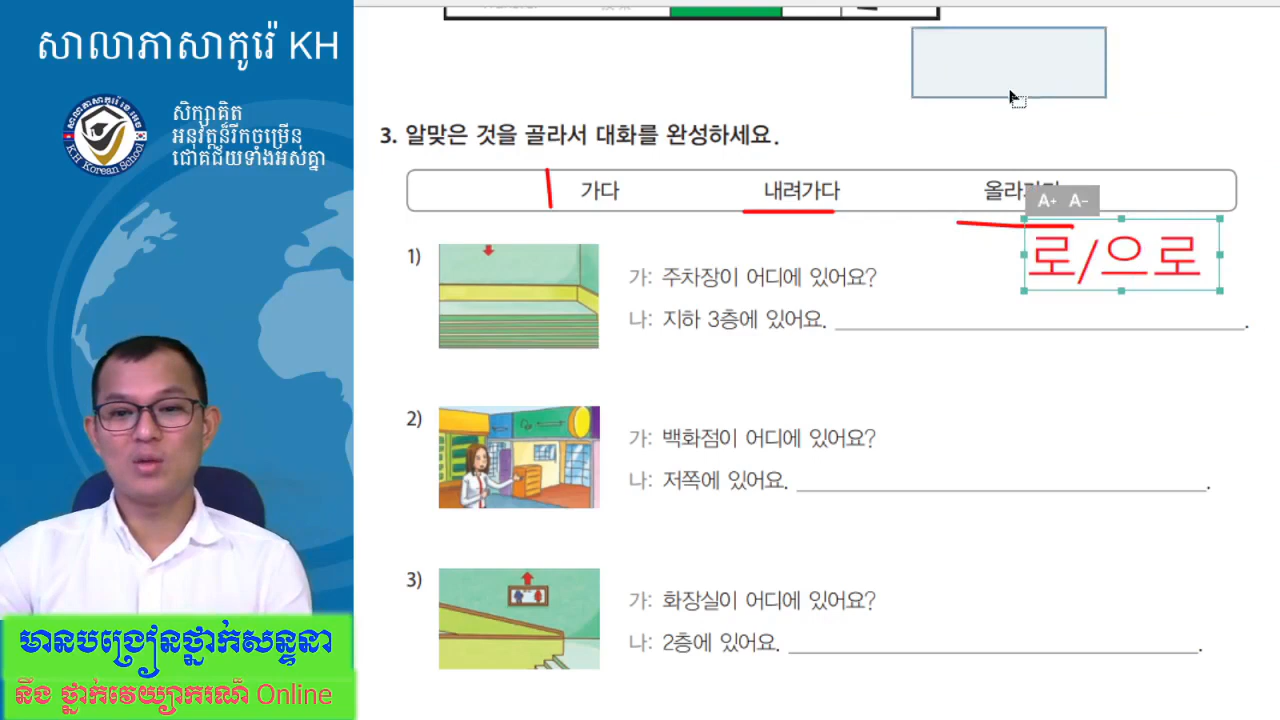 សាលាភាសាកូរ៉េ KH
សិក្សាគិត
អនុវត្តន៍រីកចម្រើន
ជោគជ័យទាំងអស់គ្នា
K.H Korean School
3. 알맞은 것을 골라서 대화를 완성하세요.
가다 내려가다
A+ A-
로/으로
1)
가: 주차장이 어디에 있어요?
나: 지하 3층에 있어요.
2)
가: 백화점이 어디에 있어요?
나: 저쪽에 있어요.
3)
가: 화장실이 어디에 있어요?
나: 2층에 있어요.
មានបង្រៀនថ្នាក់សន្ទនា
នឹង ថ្នាក់វេយ្យាករណ៍ Online